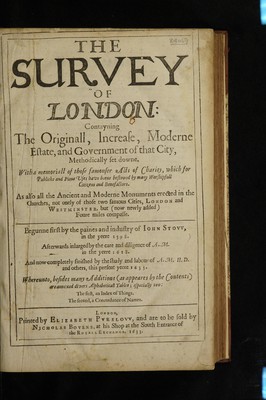 THE
SURVEY
OF
LONDON:
Contayning
The Originall, Increase, Moderne
Estate, and Government of that City,
Methodically set downe.
With a memoriall of those famouser Acts of Charity, which for
Publicke and Pious Uses have beene bestowed by many Worshipfull
Citizens and Benefactors.
As also all the Ancient and Moderne Monuments erected in the
Churches, not onely of those two famous Cities, LONDON and
WESTMINSTER, but (now newly added)
Foure miles compasse.
Begunne first by the paines and industry of IOHN STOVV,
in the yeere 1598.
Afterwards inlarged by the care and diligence of A.M.
in the yeere 1618.
And now completely finished by the study and labour of A.M. H.D.
and others, this present yeere 1633.
Whereunto, besides many Additions (as appeares by the Contents)
are annexed divers Alphabeticall Tables; especially two:
The first, an Index of Things.
The second, a Concordance of Names.
LONDON,
Printed by ELIZABETH PVRSLOVV, and are to be sold by
NICHOLAS BOVRNE, at his Shop at the South Entrance of
the ROYALL EXCHANGE, 1633.